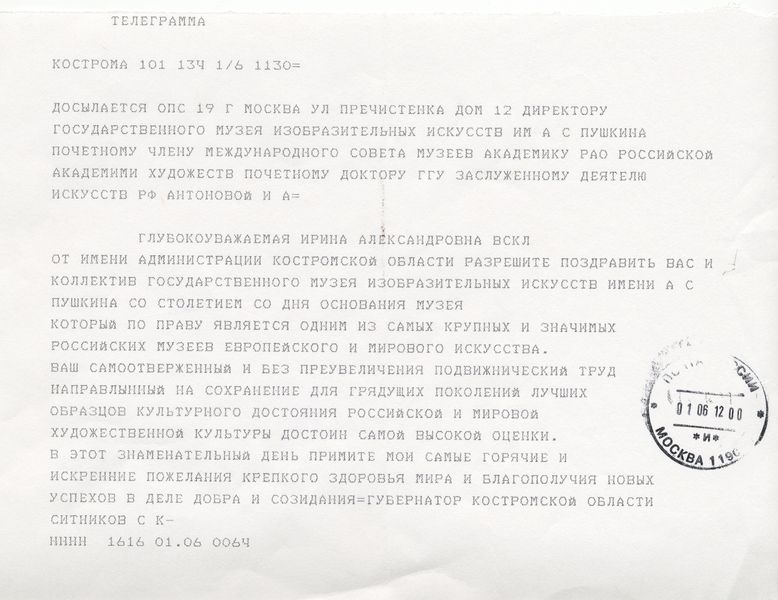 ТЕЛЕГРАММА
КОСТРОМА 101 13Ч 1/6 1130=
ДОСЫЛАЕТСЯ ОПС 19 Г МОСКВА УЛ ПРЕЧИСТЕНКА ДОМ 12 ДИРЕКТОРУ
ГОСУДАРСТВЕННОГО МУЗЕЯ ИЗОБРАЗИТЕЛЬНЫХ ИСКУССТВ ИМ А С ПУШКИНА
ПОЧЕТНОМУ ЧЛЕНУ МЕЖДУНАРОДНОГО СОВЕТА МУЗЕЕВ АКАДЕМИКУ РАО РОССИЙСКОЙ
АКАДЕМИИ ХУДОЖЕСТВ ПОЧЕТНОМУ ДОКТОРУ ГГУ ЗАСЛУЖЕННОМУ ДЕЯТЕЛЮ
ИСКУССТВ РФ АНТОНОВОЙ И А=
ГЛУБОКОУВАЖАЕМАЯ ИРИНА АЛЕКСАНДРОВНА ВСКЛ
ОТ ИМЕНИ АДМИНИСТРАЦИИ КОСТРОМСКОЙ ОБЛАСТИ РАЗРЕШИТЕ ПОЗДРАВИТЬ ВАС И
КОЛЛЕКТИВ ГОСУДАРСТВЕННОГО МУЗЕЯ ИЗОБРАЗИТЕЛЬНЫХ ИСКУССТВ ИМЕНИ А С
ПУШКИНА СО СТОЛЕТИЕМ СО ДНЯ ОСНОВАНИЯ МУЗЕЯ
КОТОРЫЙ ПО ПРАВУ ЯВЛЯЕТСЯ ОДНИМ ИЗ САМЫХ КРУПНЫХ И ЗНАЧИМЫХ
РОССИЙСКИХ МУЗЕЕВ ЕВРОПЕЙСКОГО И МИРОВОГО ИСКУССТВА.
ВАШ САМООТВЕРЖЕННЫЙ И БЕЗ ПРЕУВЕЛИЧЕНИЯ ПОДВИЖНИЧЕСКИЙ ТРУД
НАПРАВЛЫННЫЙ НА СОХРАНЕНИЕ ДЛЯ ГРЯДУЩИХ ПОКОЛЕНИЙ ЛУЧШИХ
ОБРАЗЦОВ КУЛЬТУРНОГО ДОСТОЯНИЯ РОССИЙСКОЙ И МИРОВОЙ
ХУДОЖЕСТВЕННОЙ КУЛЬТУРЫ ДОСТОИН САМОЙ ВЫСОКОЙ ОЦЕНКИ.
В ЭТОТ ЗНАМЕНАТЕЛЬНЫЙ ДЕНЬ ПРИМИТЕ МОИ САМЫЕ ГОРЯЧИЕ И
ИСКРЕННИЕ ПОЖЕЛАНИЯ КРЕПКОГО ЗДОРОВЬЯ МИРА И БЛАГОПОЛУЧИЯ НОВЫХ
УСПЕХОВ В ДЕЛЕ ДОБРА И СОЗИДАНИЯ=ГУБЕРНАТОР КОСТРОМСКОЙ ОБЛАСТИ
СИТНИКОВ С К-
НННН 1616 01.06 0064
01 06 12 00
*И*
МОСКВА